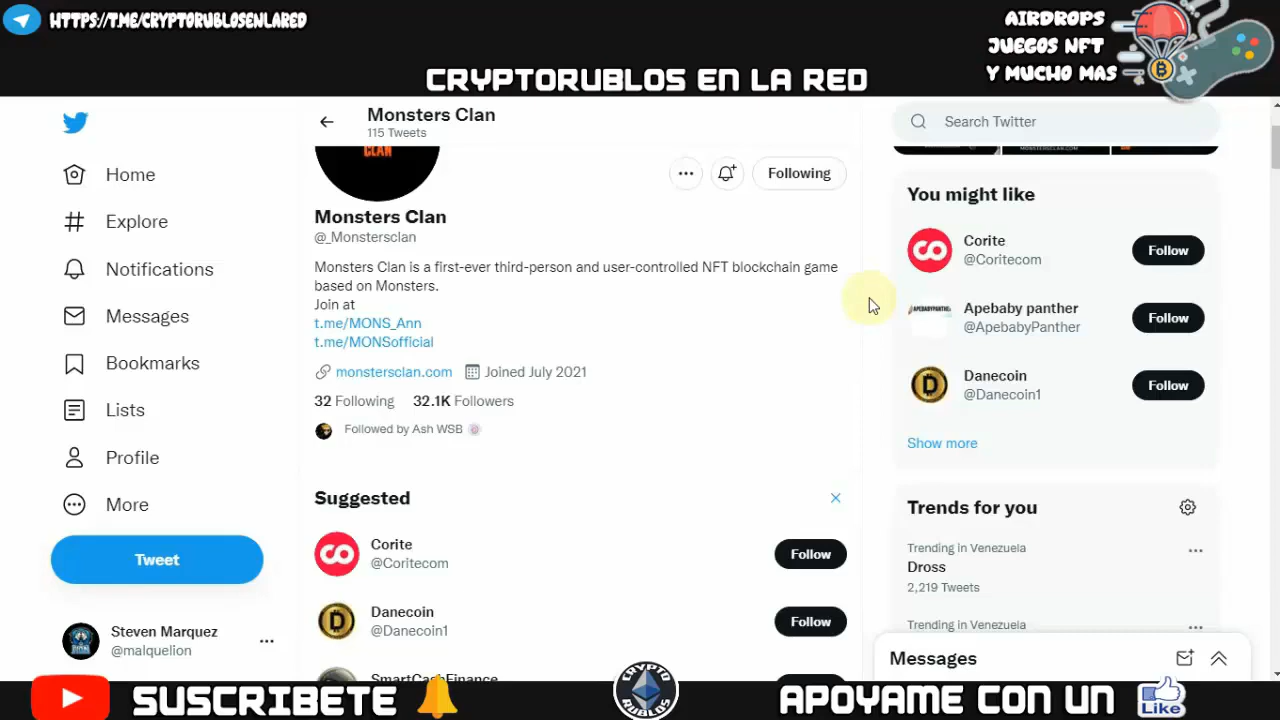 HTTPS://T.ME/CRYPTORUBLOSENLARED
AIRDROPS
JUEGOS NFT
Y MUCHO MAS
CRYPTORUBLOS EN LA RED
Monsters Clan
115 Tweets
Search Twitter
CLAN
Following
Home
Explore
Notifications
Messages
Bookmarks
Lists
Profile
More
Tweet
Steven Marquez
@malquelion
Monsters Clan
@_Monstersclan
Monsters Clan is a first-ever third-person and user-controlled NFT blockchain game
based on Monsters.
Join at
t.me/MONS_Ann
t.me/MONSofficial
monstersclan.com Joined July 2021
32 Following 32.1K Followers
Followed by Ash WSB
Suggested
Corite
@Coritecom
Follow
Danecoin
@Danecoin1
Follow
SmartCashFinance
You might like
Corite
@Coritecom
Follow
Apebaby panther
@ApebabyPanther
Follow
Danecoin
@Danecoin1
Follow
Show more
Trends for you
Trending in Venezuela
Dross
2,219 Tweets
Trending in Venezuela
Messages
SUSCRIBETE
CRYPTO
RUBLOS
APOYAME CON UN
Like